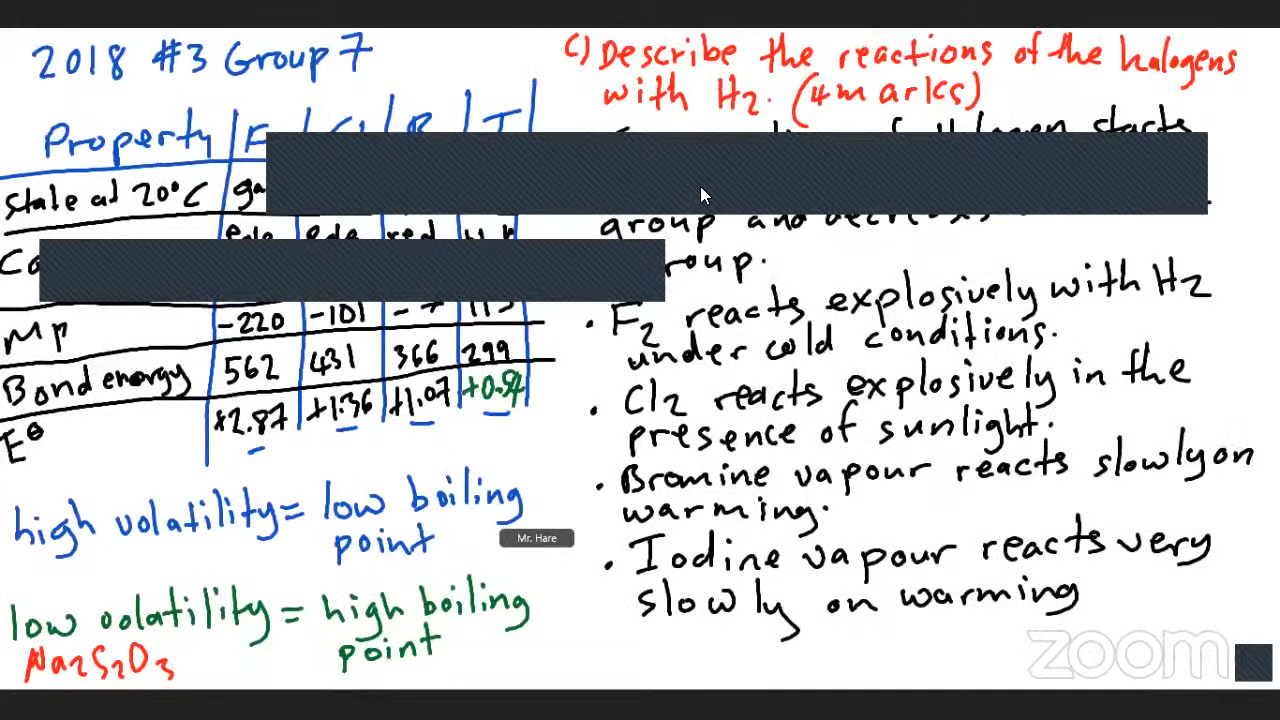 2018 #3 Group 7
Property
State at 20°C
Mp -220 -101
Bond energy 562 431 366 299
E⦵ +2.87 +1.36 +1.07 +0.54
high volatility = low boiling
point
low volatility = high boiling
point
Na2S2O3
Mr. Hare
c) Describe the reactions of the halogens
with H2. (4 marks)
starts
group and decreases
group.
• F2 reacts explosively with H2
under cold conditions.
• Cl2 reacts explosively in the
presence of sunlight.
• Bromine vapour reacts slowly on
warming.
• Iodine vapour reacts very
slowly on warming
zoom